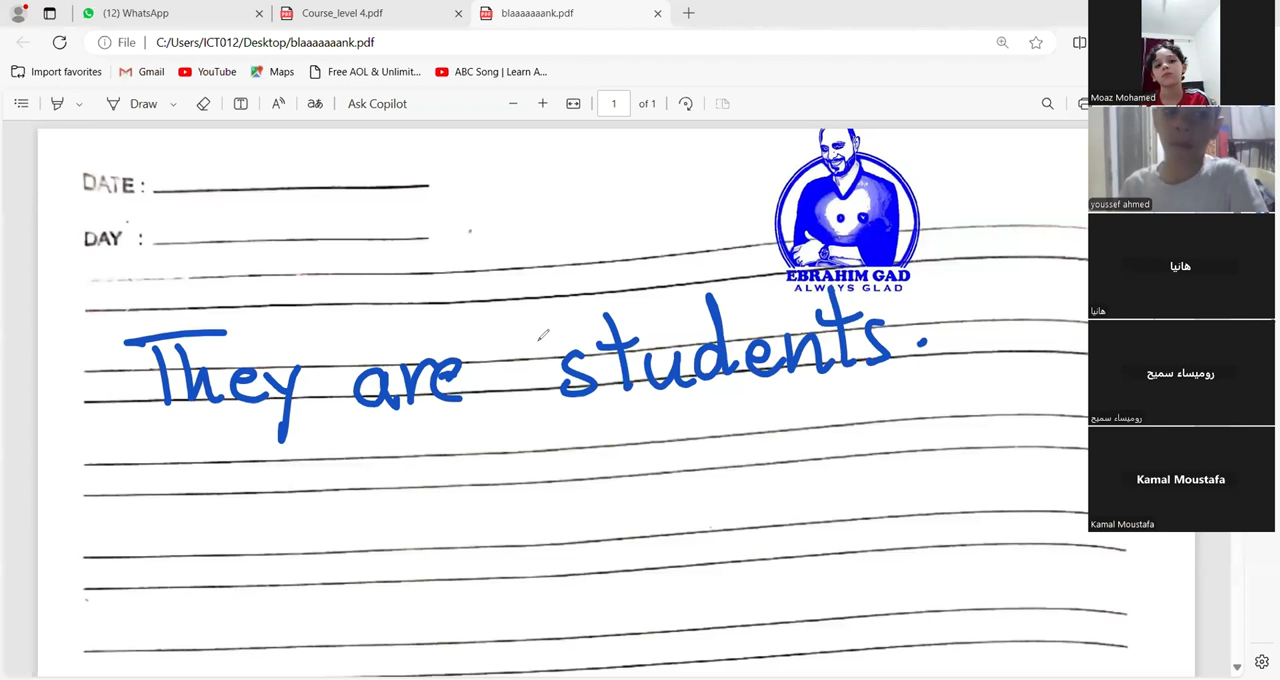 (12) WhatsApp
Course_level 4.pdf
blaaaaaaank.pdf
File
C:/Users/ICT012/Desktop/blaaaaaaank.pdf
Import favorites
Gmail
YouTube
Maps
Free AOL & Unlimit...
ABC Song | Learn A...
Draw
Ask Copilot
1 of 1
DATE:
DAY :
EBRAHIM GAD
ALWAYS GLAD
They are students.
Moaz Mohamed
youssef ahmed
هانيا
هانيا
روميساء سميح
روميساء سميح
Kamal Moustafa
Kamal Moustafa